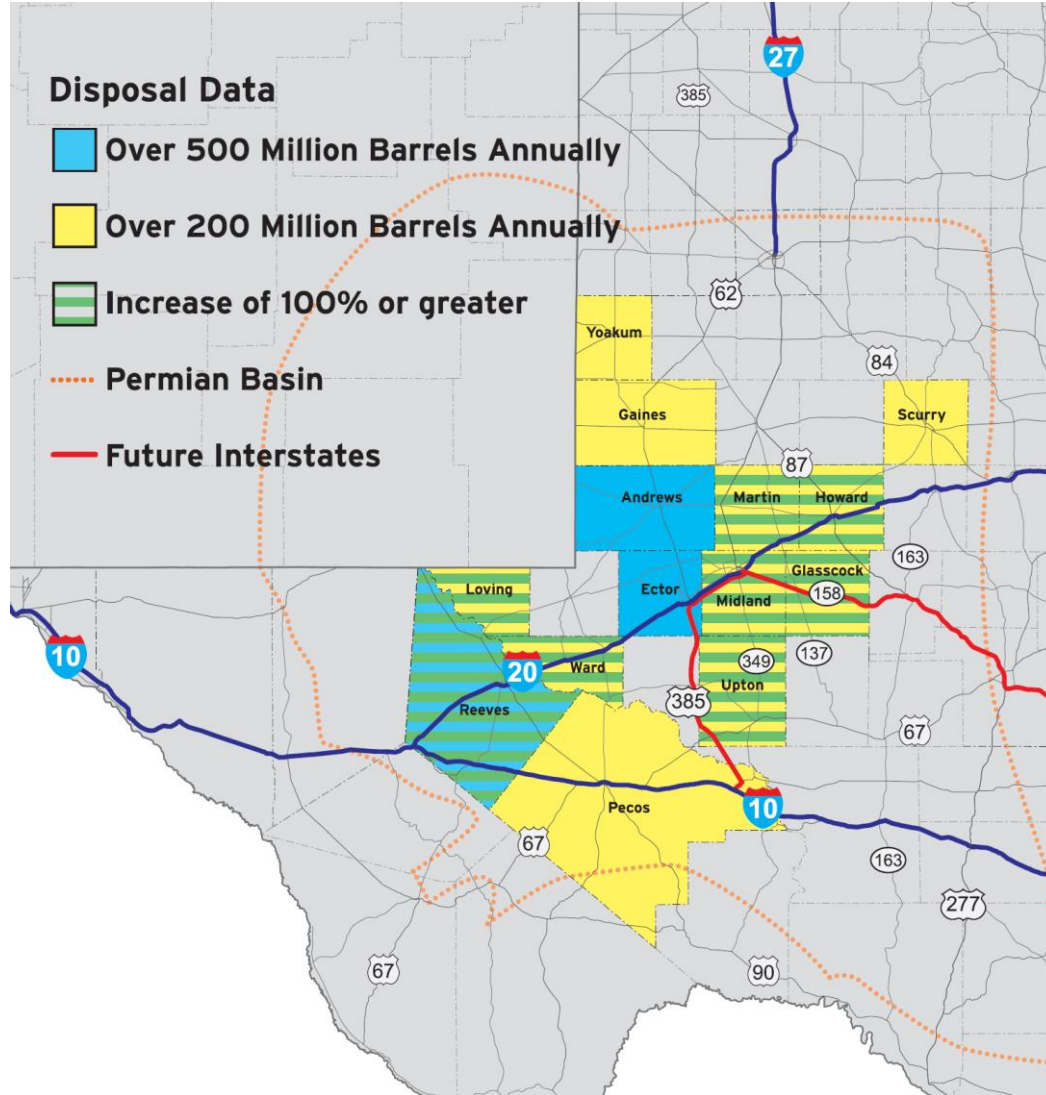 27
385
Disposal Data
Over 500 Million Barrels Annually
Over 200 Million Barrels Annually
Increase of 100% or greater
62
Yoakum
84
Permian Basin
Gaines
Scurry
Future Interstates
87
Andrews
Martin
Howard
163
Glasscock
Loving
Ector
Midland
158
10
137
349
20
Ward
Upton
385
Reeves
67
Pecos
10
67
163
277
67
90